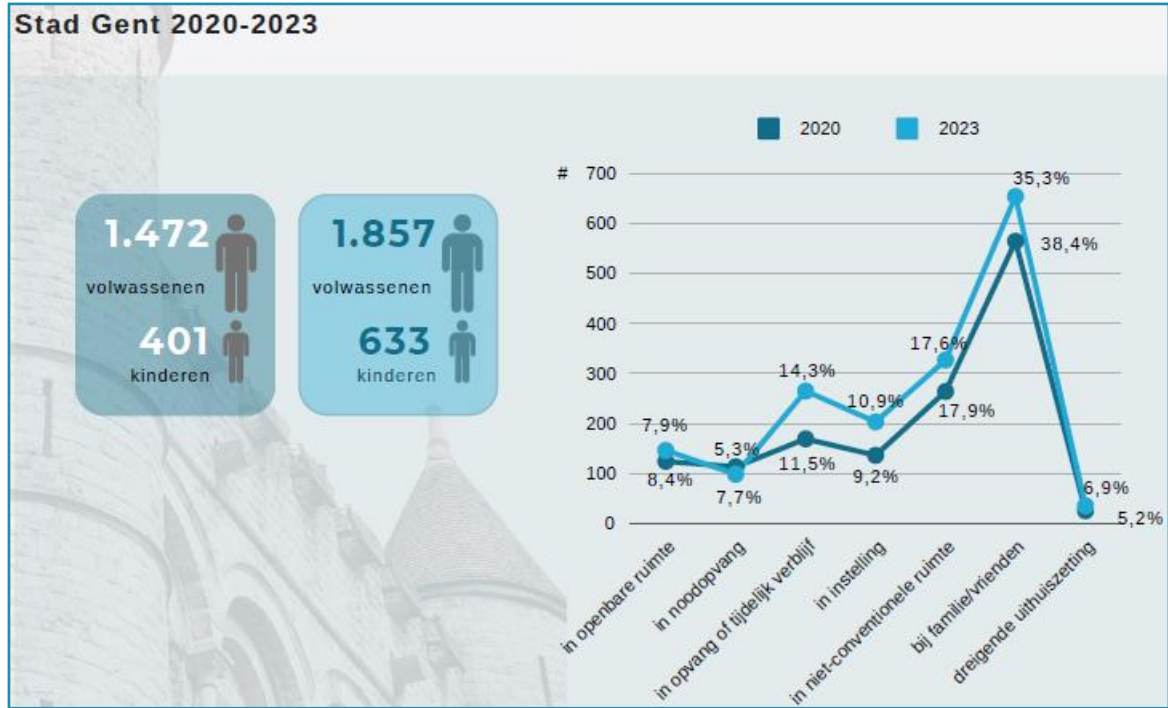 Stad Gent 2020-2023
1.472
volwassenen
401
kinderen
1.857
volwassenen
633
kinderen
2020
2023
#
700
600
500
400
300
200
100
0
7,9%
8,4%
5,3%
7,7%
14,3%
11,5%
10,9%
9,2%
17,6%
17,9%
35,3%
38,4%
6,9%
5,2%
in openbare ruimte
in noodopvang
in opvang of tijdelijk verblijf
in instelling
in niet-conventionele ruimte
bij familie/vrienden
dreigende uithuiszetting